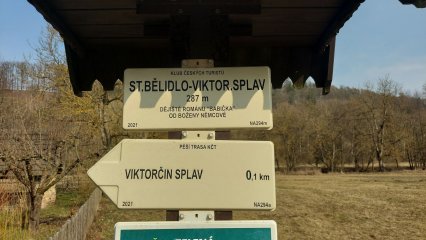 KLUB ČESKÝCH TURISTŮ
ST.BĚLIDLO-VIKTOR.SPLAV
287 m
DĚJIŠTĚ ROMÁNU "BABIČKA"
OD BOŽENY NĚMCOVÉ
2021 NA294m
PĚŠÍ TRASA KČT
VIKTORČIN SPLAV 0,1 km
2021 NA294a